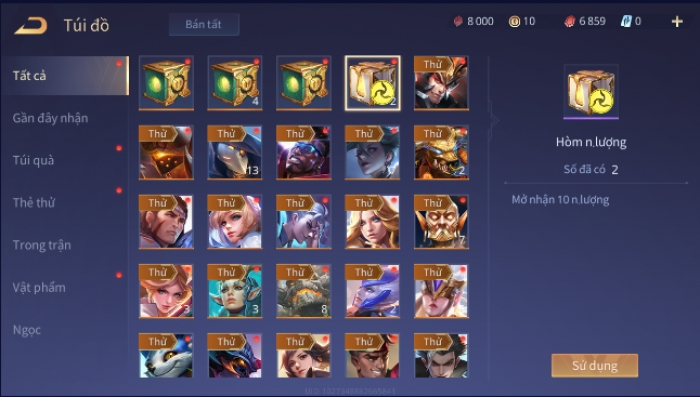 Túi đồ
Bán tất
8 000
10
6 859
0
Tất cả
Gần đây nhận
Túi quà
Thẻ thử
Trong trận
Vật phẩm
Ngọc
4
2
Thử
Thử
Thử
13
Thử
Thử
Thử
2
Thử
Thử
Thử
Thử
Thử
7
Thử
3
Thử
3
Thử
8
Thử
Thử
Thử
Thử
Thử
Thử
Thử
Hòm n.lượng
Số đã có 2
Mở nhận 10 n.lượng
Sử dụng